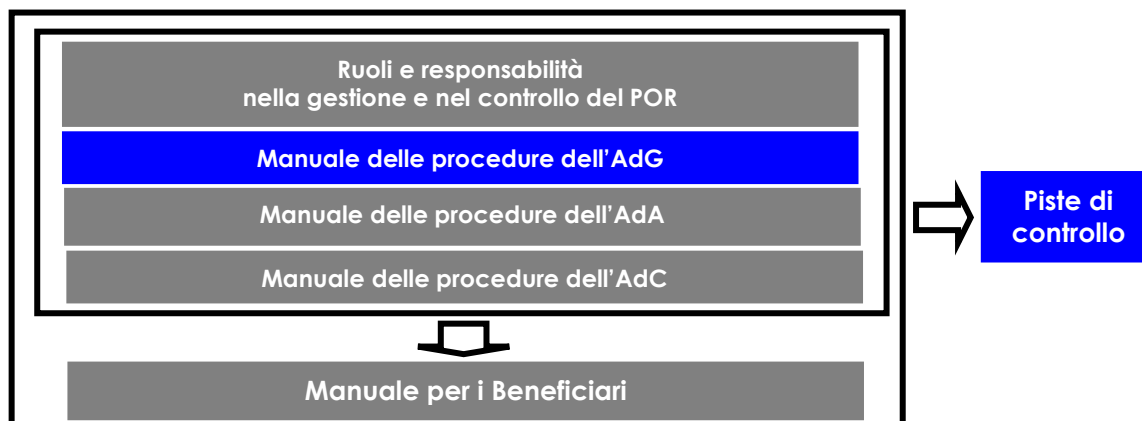 Ruoli e responsabilità
nella gestione e nel controllo del POR
Manuale delle procedure dell’AdG
Manuale delle procedure dell’AdA
Manuale delle procedure dell’AdC
Manuale per i Beneficiari
Piste di
controllo